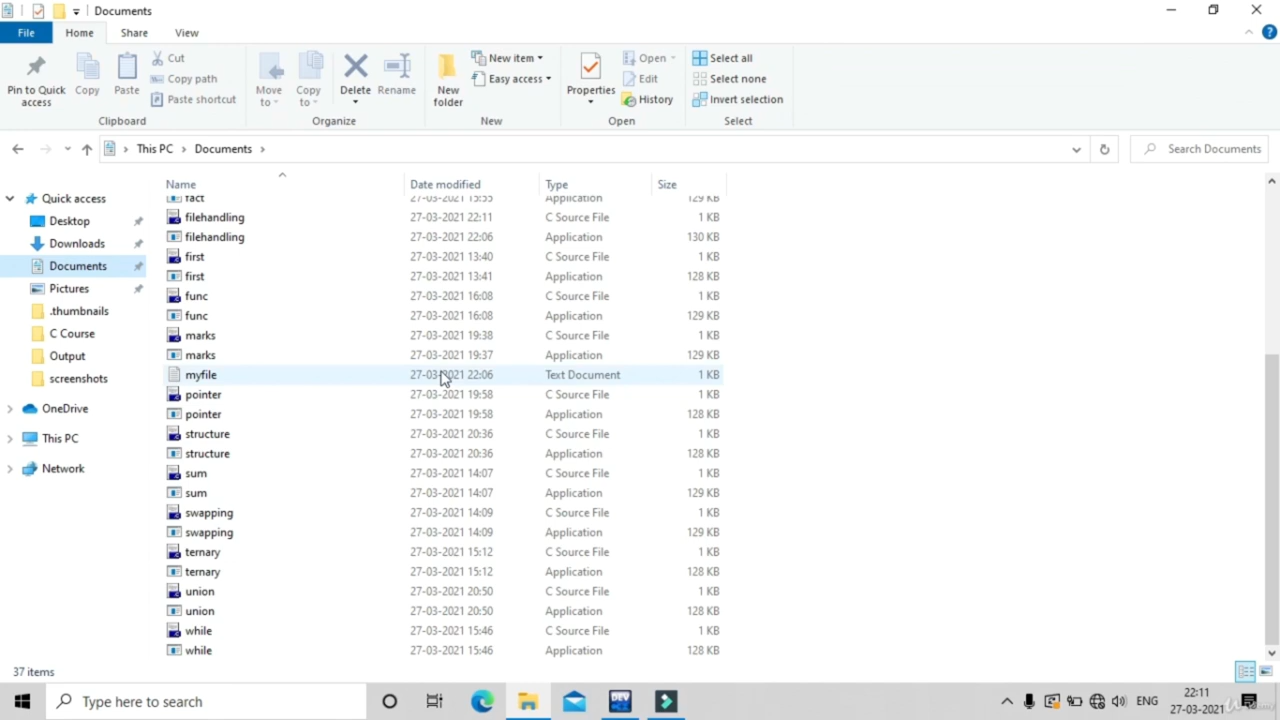 Documents
File Home Share View
Pin to Quick access
Copy
Paste
Cut
Copy path
Paste shortcut
Clipboard
Move to
Copy to
Delete
Rename
Organize
New folder
New item
Easy access
New
Properties
Open
Edit
History
Open
Select all
Select none
Invert selection
Select
This PC Documents
Search Documents
Name Date modified Type Size
Quick access
Desktop
Downloads
Documents
Pictures
.thumbnails
C Course
Output
screenshots
OneDrive
This PC
Network
fact 27-03-2021 15:55 Application 129 KB
filehandling 27-03-2021 22:11 C Source File 1 KB
filehandling 27-03-2021 22:06 Application 130 KB
first 27-03-2021 13:40 C Source File 1 KB
first 27-03-2021 13:41 Application 128 KB
func 27-03-2021 16:08 C Source File 1 KB
func 27-03-2021 16:08 Application 129 KB
marks 27-03-2021 19:38 C Source File 1 KB
marks 27-03-2021 19:37 Application 129 KB
myfile 27-03-2021 22:06 Text Document 1 KB
pointer 27-03-2021 19:58 C Source File 1 KB
pointer 27-03-2021 19:58 Application 128 KB
structure 27-03-2021 20:36 C Source File 1 KB
structure 27-03-2021 20:36 Application 128 KB
sum 27-03-2021 14:07 C Source File 1 KB
sum 27-03-2021 14:07 Application 129 KB
swapping 27-03-2021 14:09 C Source File 1 KB
swapping 27-03-2021 14:09 Application 129 KB
ternary 27-03-2021 15:12 C Source File 1 KB
ternary 27-03-2021 15:12 Application 128 KB
union 27-03-2021 20:50 C Source File 1 KB
union 27-03-2021 20:50 Application 128 KB
while 27-03-2021 15:46 C Source File 1 KB
while 27-03-2021 15:46 Application 128 KB
37 items
Type here to search
DEV
ENG
22:11
27-03-2021